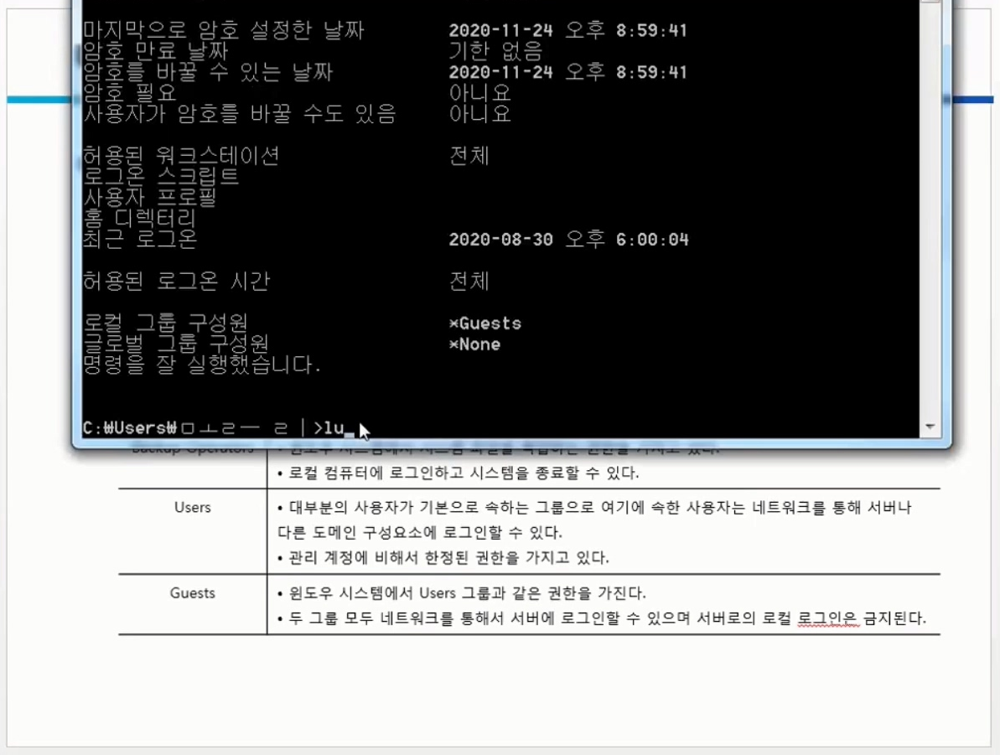 마지막으로 암호 설정한 날짜 2020-11-24 오후 8:59:41
암호 만료 날짜 기한 없음
암호를 바꿀 수 있는 날짜 2020-11-24 오후 8:59:41
암호 필요 아니요
사용자가 암호를 바꿀 수도 있음 아니요
허용된 워크스테이션 전체
로그온 스크립트
사용자 프로필
홈 디렉터리
최근 로그온 2020-08-30 오후 6:00:04
허용된 로그온 시간 전체
로컬 그룹 구성원 *Guests
글로벌 그룹 구성원 *None
명령을 잘 실행했습니다.
C:₩Users₩ㅁㅗㄹㅡ ㄹㅣ>lu_
Backup Operators
• 로컬 컴퓨터에 로그인하고 시스템을 종료할 수 있다.
Users • 대부분의 사용자가 기본으로 속하는 그룹으로 여기에 속한 사용자는 네트워크를 통해 서버나
다른 도메인 구성요소에 로그인할 수 있다.
• 관리 계정에 비해서 한정된 권한을 가지고 있다.
Guests • 윈도우 시스템에서 Users 그룹과 같은 권한을 가진다.
• 두 그룹 모두 네트워크를 통해서 서버에 로그인할 수 있으며 서버로의 로컬 로그인은 금지된다.